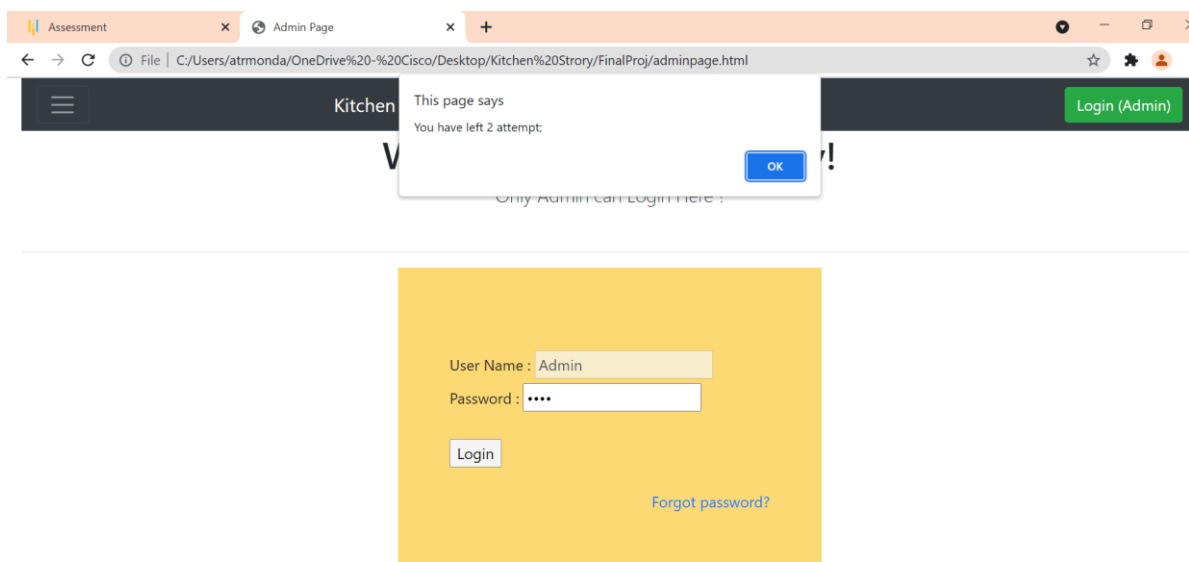 Assessment
Admin Page
File | C:/Users/atrmonda/OneDrive%20-%20Cisco/Desktop/Kitchen%20Strory/FinalProj/adminpage.html
Kitchen
Login (Admin)
This page says
You have left 2 attempt;
OK
y!
Only Admin can Login Here !
User Name : Admin
Password : ••••
Login
Forgot password?